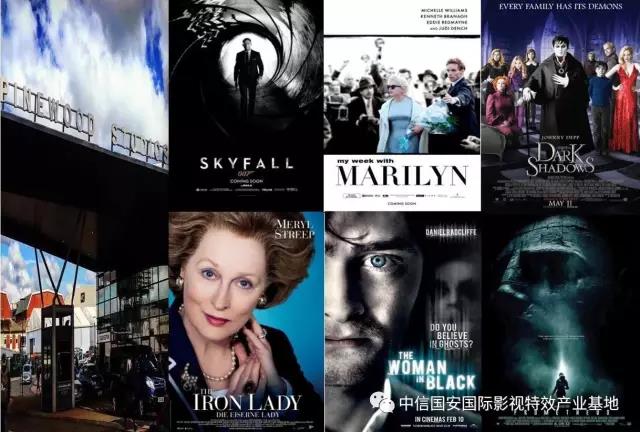 PINEWOOD STUDIOS
SKYFALL
007
COMING SOON
MICHELLE WILLIAMS
KENNETH BRANAGH
EDDIE REDMAYNE
AND JUDI DENCH
my week with
MARILYN
COMING SOON
EVERY FAMILY HAS ITS DEMONS
JOHNNY DEPP
DARK
SHADOWS
MAY 11
MERYL
STREEP
THE
IRON LADY
DIE EISERNE LADY
DANIEL RADCLIFFE
DO YOU
BELIEVE IN
GHOSTS?
THE
WOMAN
IN BLACK
IN CINEMAS FEB 10
中信国安国际影视特效产业基地